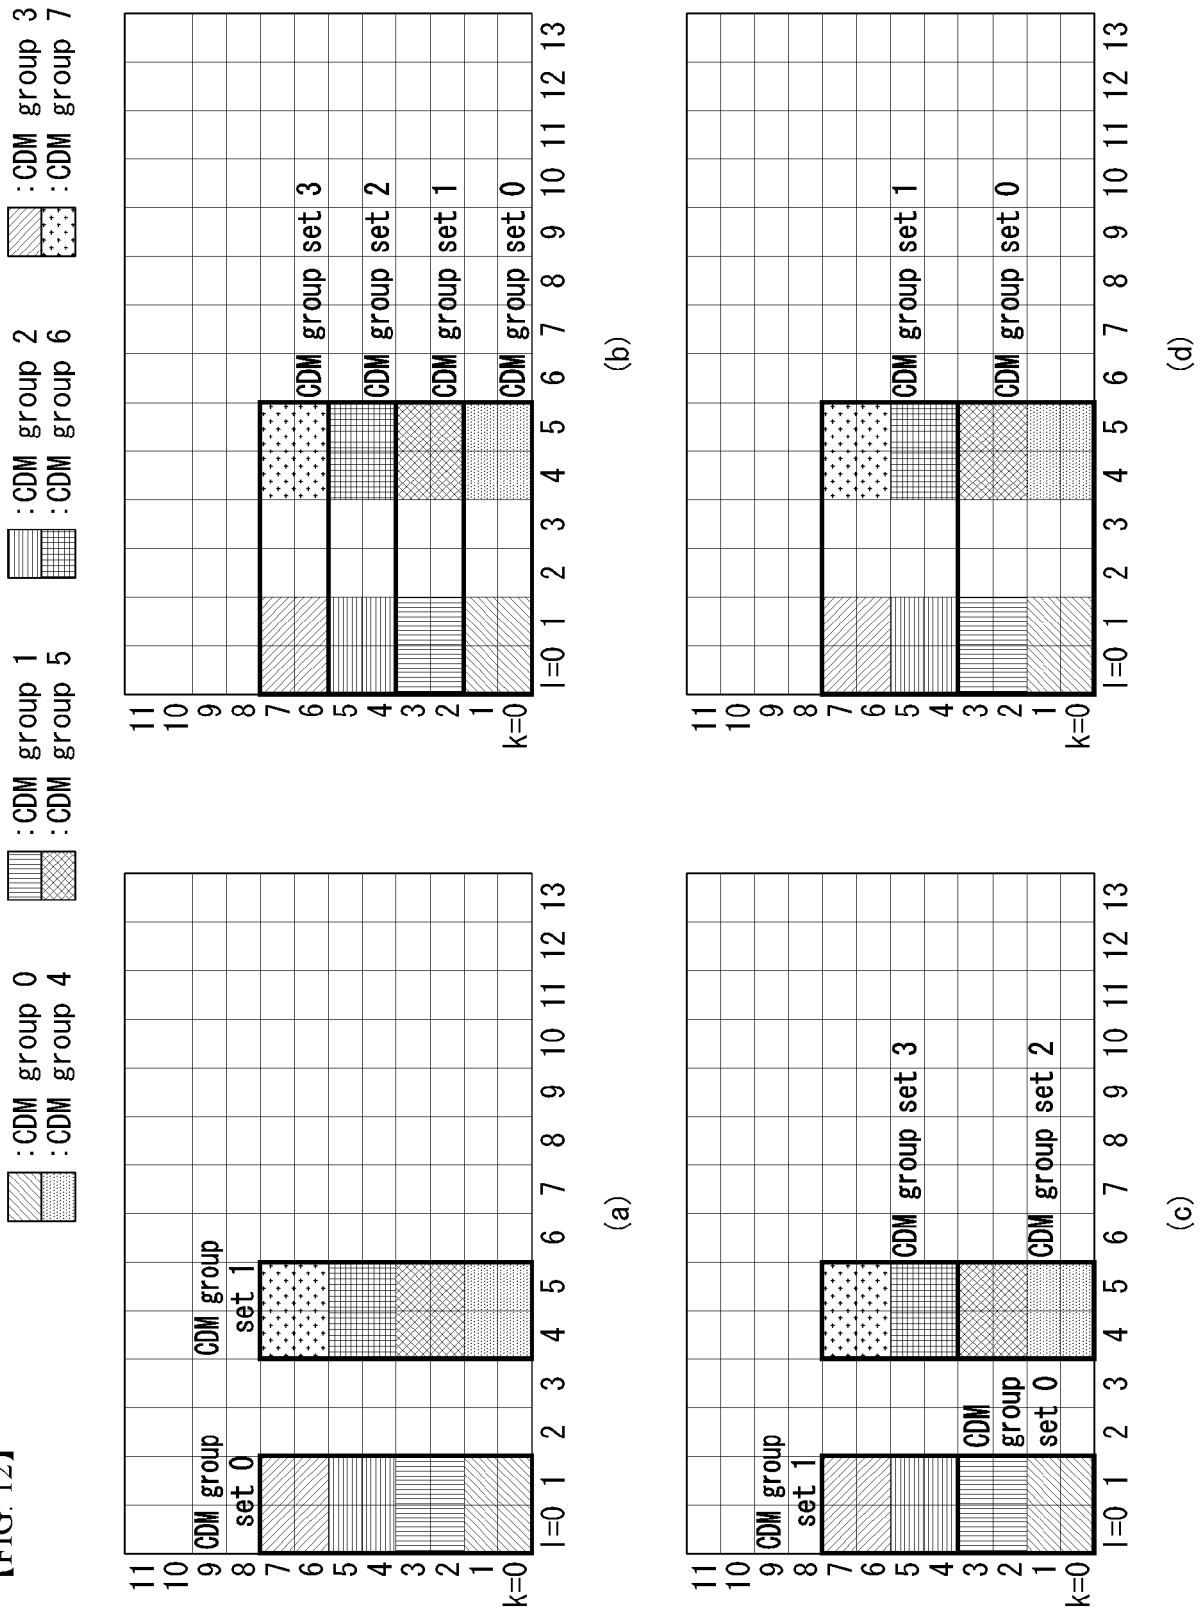 [FIG. 12]
:CDM group 0
:CDM group 4
:CDM group 1
:CDM group 5
:CDM group 2
:CDM group 6
:CDM group 3
:CDM group 7
11
10
9
8
7
6
5
4
3
2
1
k=0
CDM group
set 0
CDM group
set 1
l=0 1 2 3 4 5 6 7 8 9 10 11 12 13
(a)
11
10
9
8
7
6
5
4
3
2
1
k=0
CDM group set 3
CDM group set 2
CDM group set 1
CDM group set 0
l=0 1 2 3 4 5 6 7 8 9 10 11 12 13
(b)
11
10
9
8
7
6
5
4
3
2
1
k=0
CDM group
set 1
CDM
group
set 0
CDM group set 3
CDM group set 2
l=0 1 2 3 4 5 6 7 8 9 10 11 12 13
(c)
11
10
9
8
7
6
5
4
3
2
1
k=0
CDM group set 1
CDM group set 0
l=0 1 2 3 4 5 6 7 8 9 10 11 12 13
(d)